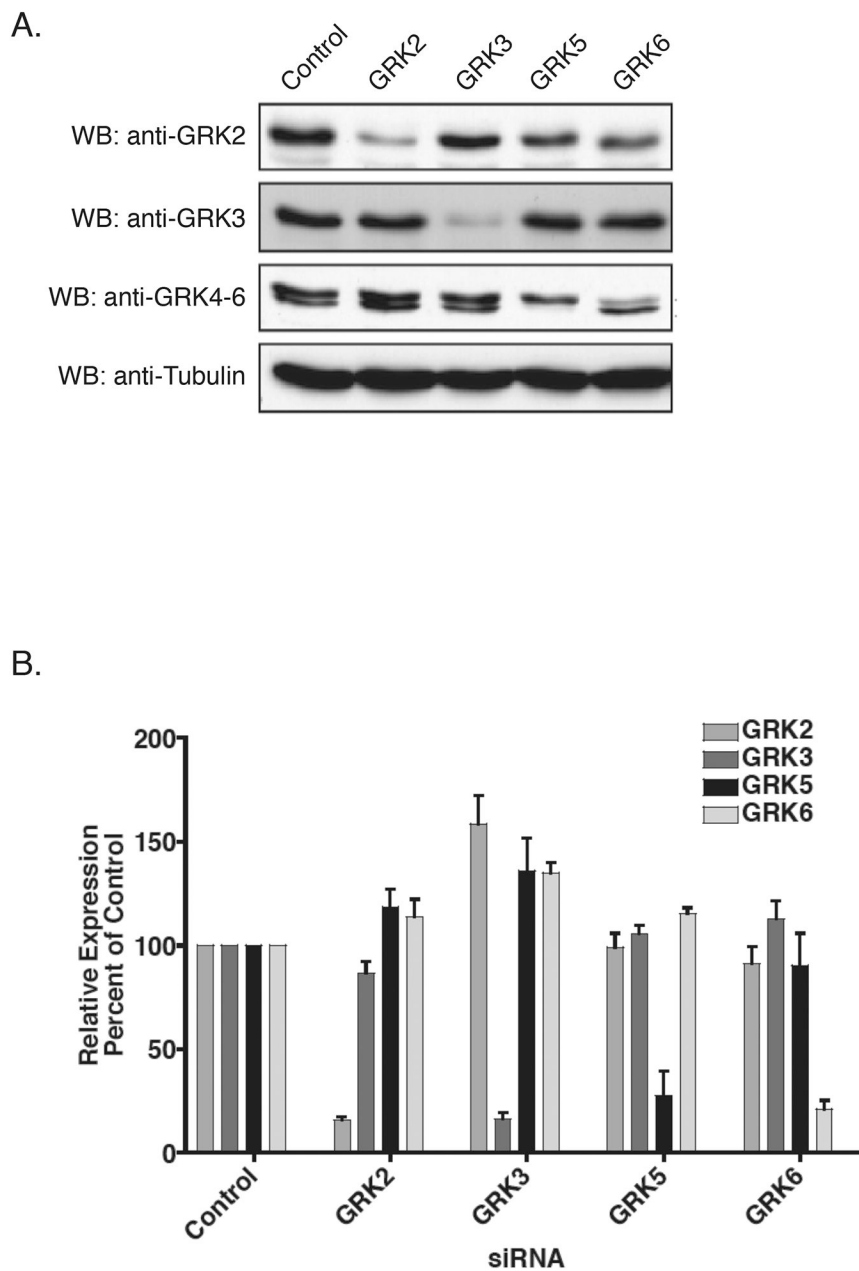 A.
Control GRK2 GRK3 GRK5 GRK6
WB: anti-GRK2
WB: anti-GRK3
WB: anti-GRK4-6
WB: anti-Tubulin
B.
200
150
100
50
0
Relative Expression
Percent of Control
GRK2
GRK3
GRK5
GRK6
Control GRK2 GRK3 GRK5 GRK6
siRNA